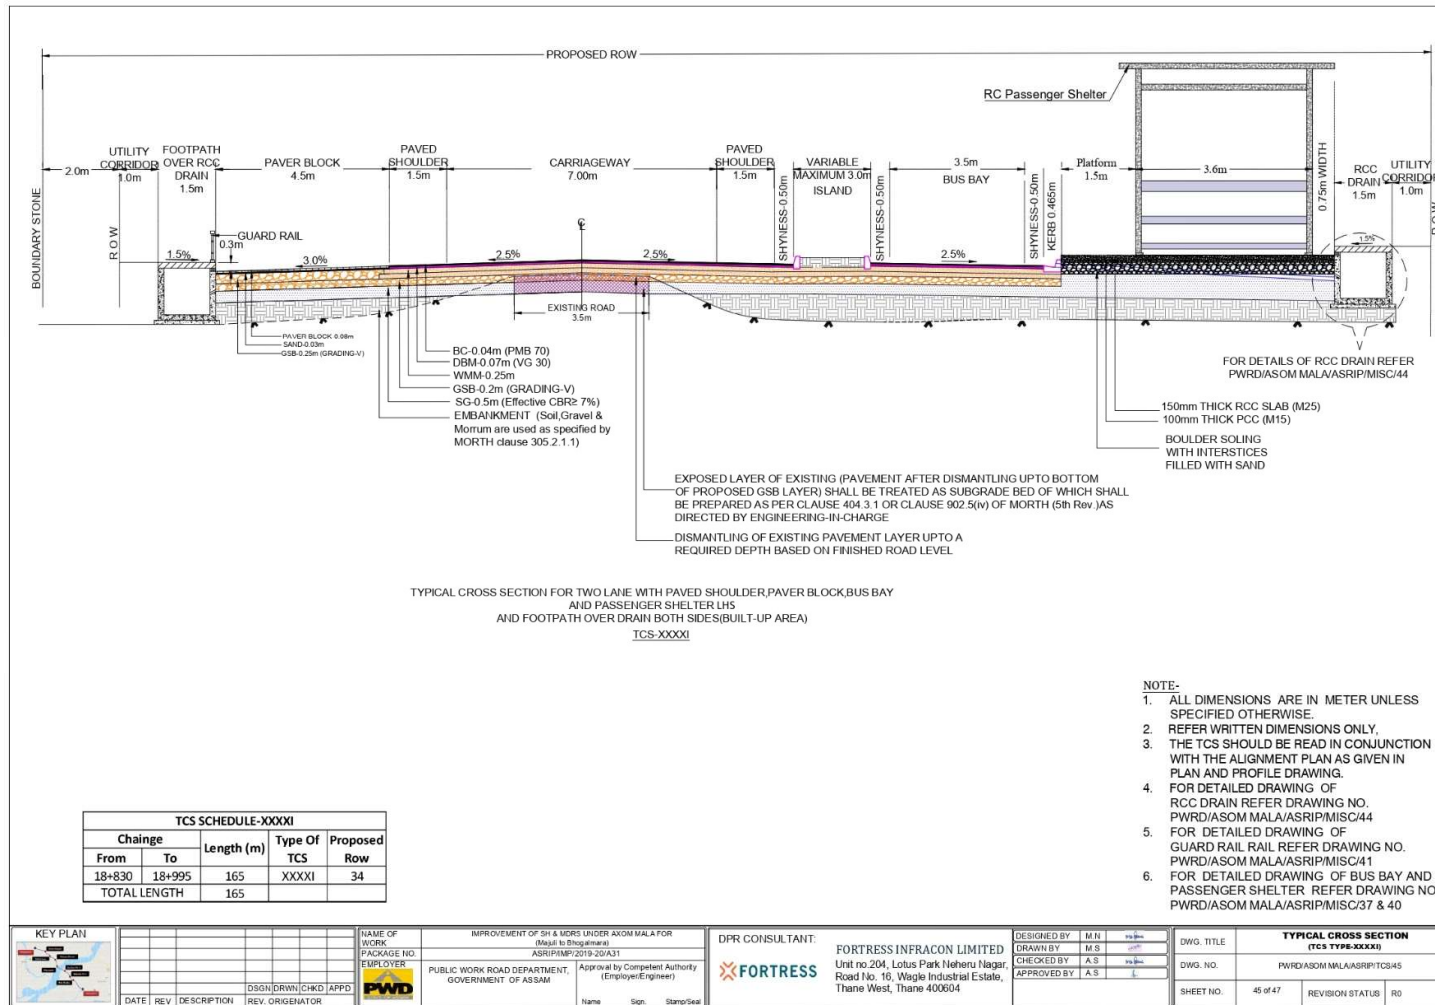 PROPOSED ROW
RC Passenger Shelter
BOUNDARY STONE
2.0m
R O W
UTILITY
CORRIDOR
1.0m
FOOTPATH
OVER RCC
DRAIN
1.5m
PAVER BLOCK
4.5m
PAVED
SHOULDER
1.5m
CARRIAGEWAY
7.00m
PAVED
SHOULDER
1.5m
SHYNESS-0.50m
VARIABLE
MAXIMUM 3.0m
ISLAND
SHYNESS-0.50m
3.5m
BUS BAY
SHYNESS-0.50m
KERB 0.465m
Platform
1.5m
3.6m
0.75m WIDTH
RCC
DRAIN
1.5m
UTILITY
CORRIDOR
1.0m
R O W
GUARD RAIL
0.3m
1.5%
3.0%
2.5%
2.5%
2.5%
1.5%
EXISTING ROAD
3.5m
PAVER BLOCK 0.08m
SAND-0.03m
GSB-0.25m (GRADING-V)
BC-0.04m (PMB 70)
DBM-0.07m (VG 30)
WMM-0.25m
GSB-0.2m (GRADING-V)
SG-0.5m (Effective CBR≥ 7%)
EMBANKMENT (Soil,Gravel &
Morrum are used as specified by
MORTH clause 305.2.1.1)
FOR DETAILS OF RCC DRAIN REFER
PWRD/ASOM MALA/ASRIP/MISC/44
150mm THICK RCC SLAB (M25)
100mm THICK PCC (M15)
BOULDER SOLING
WITH INTERSTICES
FILLED WITH SAND
EXPOSED LAYER OF EXISTING (PAVEMENT AFTER DISMANTLING UPTO BOTTOM
OF PROPOSED GSB LAYER) SHALL BE TREATED AS SUBGRADE BED OF WHICH SHALL
BE PREPARED AS PER CLAUSE 404.3.1 OR CLAUSE 902.5(iv) OF MORTH (5th Rev.)AS
DIRECTED BY ENGINEERING-IN-CHARGE
DISMANTLING OF EXISTING PAVEMENT LAYER UPTO A
REQUIRED DEPTH BASED ON FINISHED ROAD LEVEL
TYPICAL CROSS SECTION FOR TWO LANE WITH PAVED SHOULDER,PAVER BLOCK,BUS BAY
AND PASSENGER SHELTER LHS
AND FOOTPATH OVER DRAIN BOTH SIDES(BUILT-UP AREA)
TCS-XXXXI
NOTE-
1. ALL DIMENSIONS ARE IN METER UNLESS
SPECIFIED OTHERWISE.
2. REFER WRITTEN DIMENSIONS ONLY,
3. THE TCS SHOULD BE READ IN CONJUNCTION
WITH THE ALIGNMENT PLAN AS GIVEN IN
PLAN AND PROFILE DRAWING.
4. FOR DETAILED DRAWING OF
RCC DRAIN REFER DRAWING NO.
PWRD/ASOM MALA/ASRIP/MISC/44
5. FOR DETAILED DRAWING OF
GUARD RAIL RAIL REFER DRAWING NO.
PWRD/ASOM MALA/ASRIP/MISC/41
6. FOR DETAILED DRAWING OF BUS BAY AND
PASSENGER SHELTER REFER DRAWING NO
PWRD/ASOM MALA/ASRIP/MISC/37 & 40
TCS SCHEDULE-XXXXI
Chainge Length (m) Type Of TCS Proposed Row
From To
18+830 18+995 165 XXXXI 34
TOTAL LENGTH 165
KEY PLAN
DSGN DRWN CHKD APPD
DATE REV DESCRIPTION REV. ORIGENATOR
NAME OF
WORK
IMPROVEMENT OF SH & MDRS UNDER AXOM MALA FOR
(Majuli to Bhogalmara)
PACKAGE NO. ASRIP/IMP/2019-20/A31
EMPLOYER
PWD
PUBLIC WORK ROAD DEPARTMENT,
GOVERNMENT OF ASSAM
Approval by Competent Authority
(Employer/Engineer)
Name Sign. Stamp/Seal
DPR CONSULTANT:
FORTRESS
FORTRESS INFRACON LIMITED
Unit no.204, Lotus Park Neheru Nagar,
Road No. 16, Wagle Industrial Estate,
Thane West, Thane 400604
DESIGNED BY M.N
DRAWN BY M.S
CHECKED BY A.S
APPROVED BY A.S
DWG. TITLE TYPICAL CROSS SECTION
(TCS TYPE-XXXXI)
DWG. NO. PWRD/ASOM MALA/ASRIP/TCS/45
SHEET NO. 45 of 47 REVISION STATUS R0